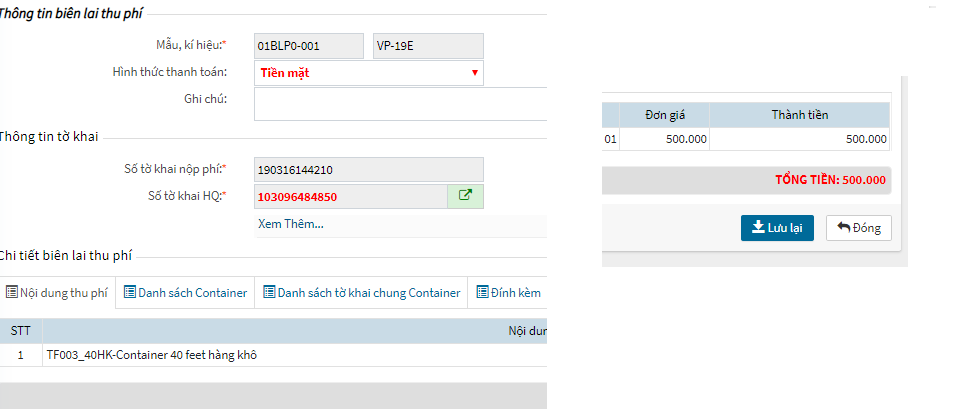 Thông tin biên lai thu phí
Mẫu, kí hiệu:* 01BLP0-001 VP-19E
Hình thức thanh toán: Tiền mặt
Ghi chú:
Thông tin tờ khai
Số tờ khai nộp phí:* 190316144210
Số tờ khai HQ:* 103096484850
Xem Thêm...
Chi tiết biên lai thu phí
Nội dung thu phí Danh sách Container Danh sách tờ khai chung Container Đính kèm
STT Nội dun
1 TF003_40HK-Container 40 feet hàng khô
Đơn giá Thành tiền
01 500.000 500.000
TỔNG TIỀN: 500.000
Lưu lại Đóng